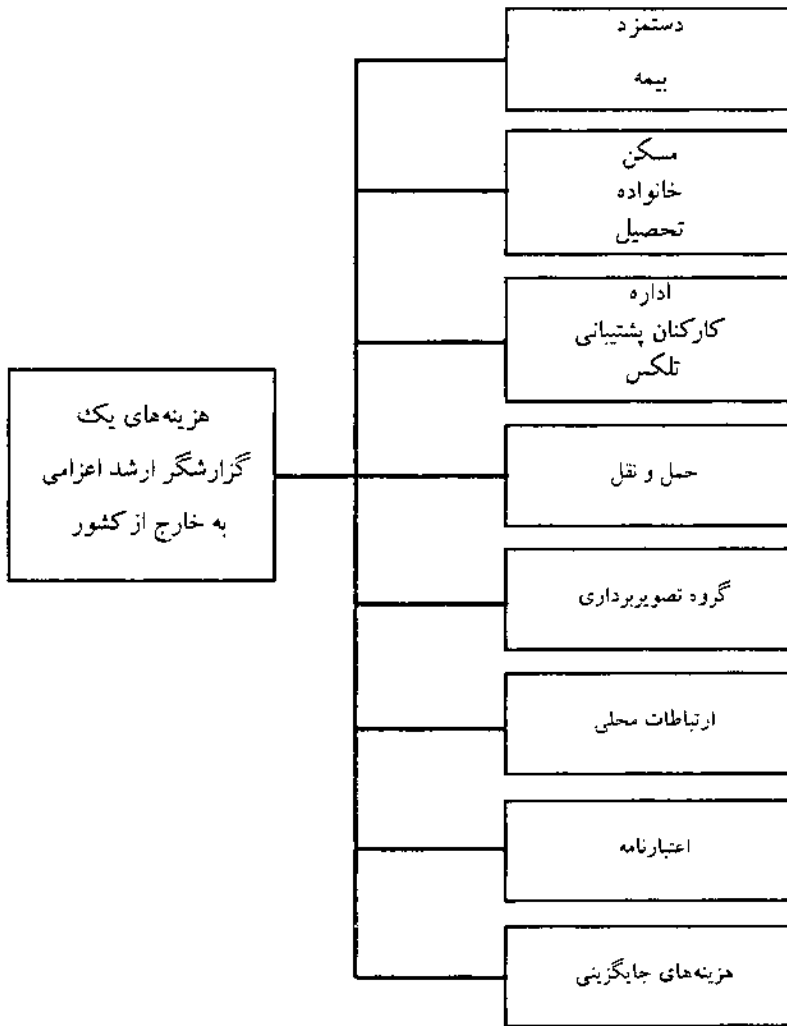 دستمزد
بیمه
مسکن
خانواده
تحصیل
اداره
کارکنان پشتیبانی
تلکس
هزینه‌های یک
گزارشگر ارشد اعزامی
به خارج از کشور
حمل و نقل
گروه تصویربرداری
ارتباطات محلی
اعتبارنامه
هزینه‌های جایگزینی